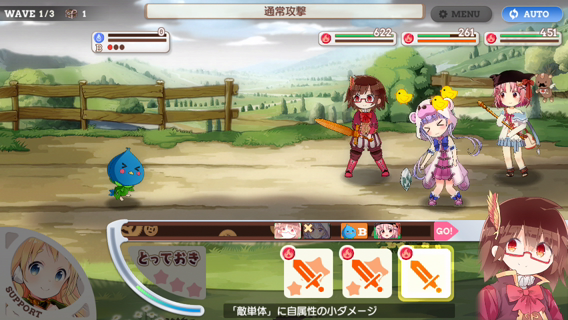 WAVE 1/3 1
通常攻撃
MENU
AUTO
B 0
622
261
451
B
GO!
とっておき
SUPPORT
「敵単体」に自属性の小ダメージ